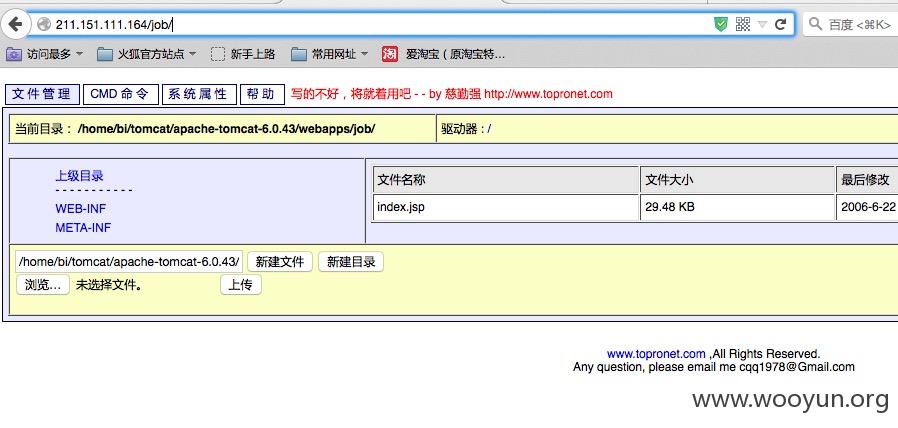 211.151.111.164/job/
百度 <⌘K>
访问最多 火狐官方站点 新手上路 常用网址 淘 爱淘宝 ( 原淘宝特...
文件管理 CMD 命令 系统属性 帮助 写的不好，将就着用吧 - - by 慈勤强 http://www.topronet.com
当前目录： /home/bi/tomcat/apache-tomcat-6.0.43/webapps/job/ 驱动器 : /
上级目录
- - - - - - - - - - -
WEB-INF
META-INF
文件名称 文件大小 最后修改
index.jsp 29.48 KB 2006-6-22
/home/bi/tomcat/apache-tomcat-6.0.43/ 新建文件 新建目录
浏览... 未选择文件。 上传
www.topronet.com ,All Rights Reserved.
Any question, please email me cqq1978@Gmail.com
www.wooyun.org